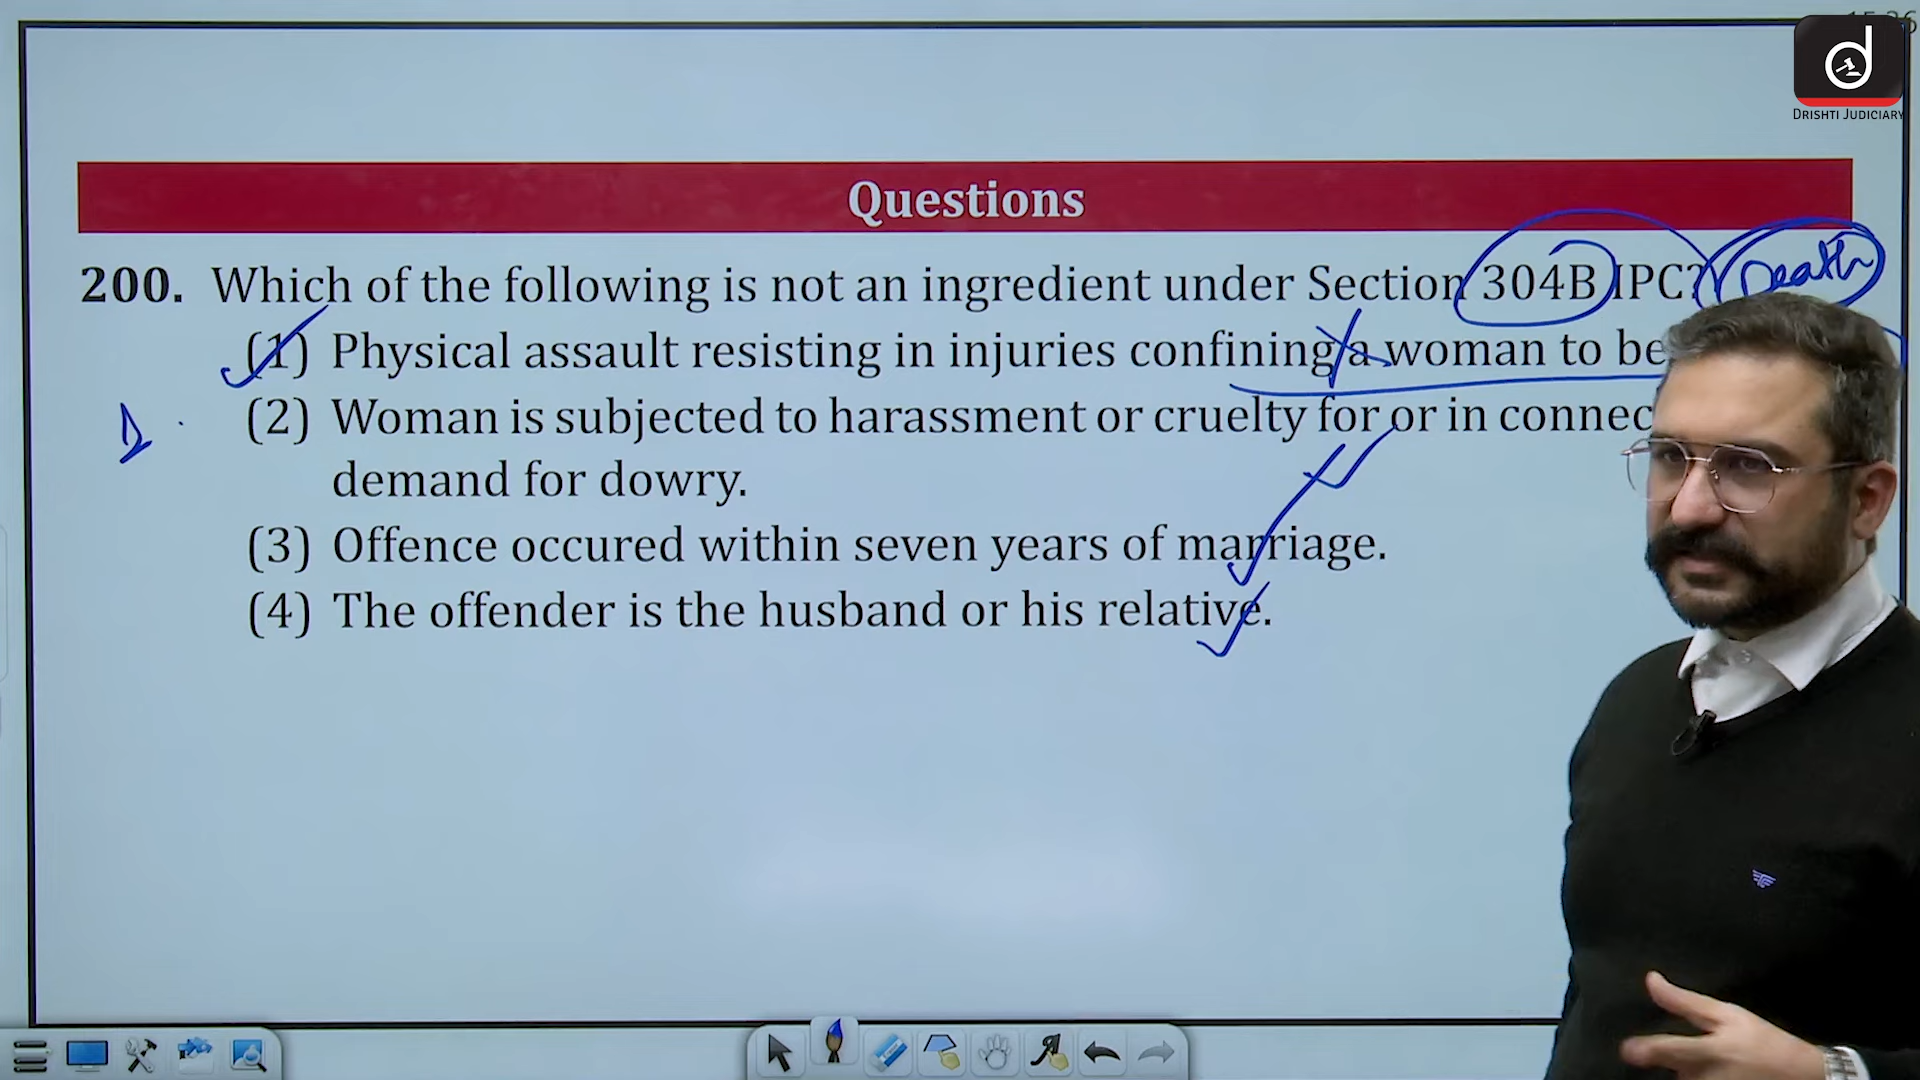 DRISHTI JUDICIARY
Questions
200. Which of the following is not an ingredient under Section 304B IPC? Death
(1) Physical assault resisting in injuries confining a woman to be
(2) Woman is subjected to harassment or cruelty for or in connec
demand for dowry.
(3) Offence occured within seven years of marriage.
(4) The offender is the husband or his relative.